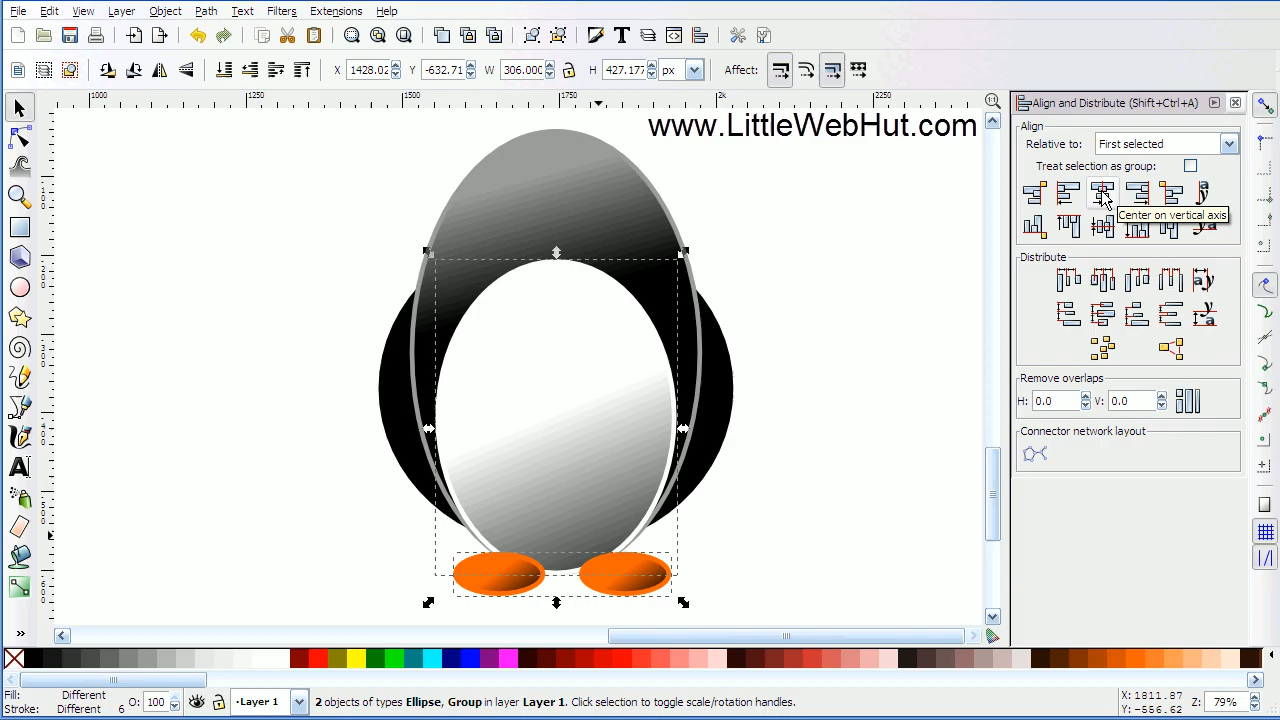 File Edit View Layer Object Path Text Filters Extensions Help
X 1428.02 Y -632.71 W 306.000 H 427.177 px Affect:
1000 1250 1500 1750 2k 2250
www.LittleWebHut.com
Align and Distribute (Shift+Ctrl+A)
Align
Relative to: First selected
Treat selection as group:
Center on vertical axis
Distribute
Remove overlaps
H: 0.0 V: 0.0
Connector network layout
Fill: Different
Stroke: Different 6 O: 100 Layer 1 2 objects of types Ellipse, Group in layer Layer 1. Click selection to toggle scale/rotation handles.
X: 1811.87
Y: -556.62
Z: 79%